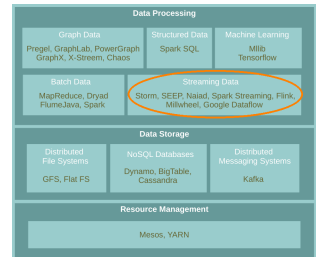 Data Processing
Graph Data
Pregel, GraphLab, PowerGraph
GraphX, X-Streem, Chaos
Structured Data
Spark SQL
Machine Learning
Mllib
Tensorflow
Batch Data
MapReduce, Dryad
FlumeJava, Spark
Streaming Data
Storm, SEEP, Naiad, Spark Streaming, Flink,
Millwheel, Google Dataflow
Data Storage
Distributed
File Systems
GFS, Flat FS
NoSQL Databases
Dynamo, BigTable,
Cassandra
Distributed
Messaging Systems
Kafka
Resource Management
Mesos, YARN